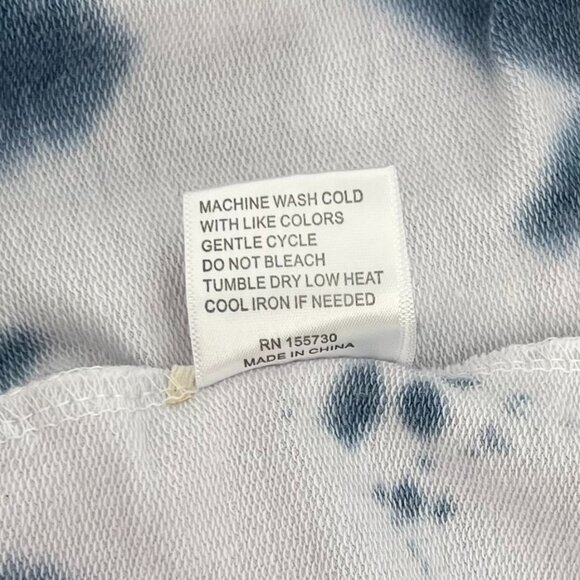 MACHINE WASH COLD
WITH LIKE COLORS
GENTLE CYCLE
DO NOT BLEACH
TUMBLE DRY LOW HEAT
COOL IRON IF NEEDED
RN 155730
MADE IN CHINA